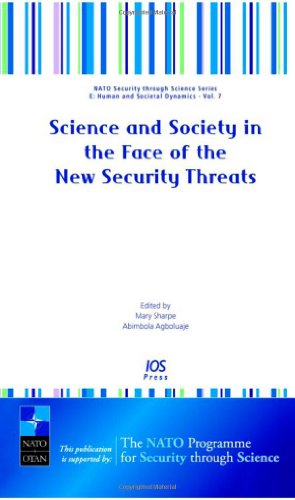 NATO Security through Science Series
E: Human and Societal Dynamics - Vol. 7
Science and Society in
the Face of the
New Security Threats
Edited by
Mary Sharpe
Abimbola Agboluaje
IOS
Press
NATO
OTAN
This publication
is supported by:
The NATO Programme
for Security through Science
Copyrighted Material